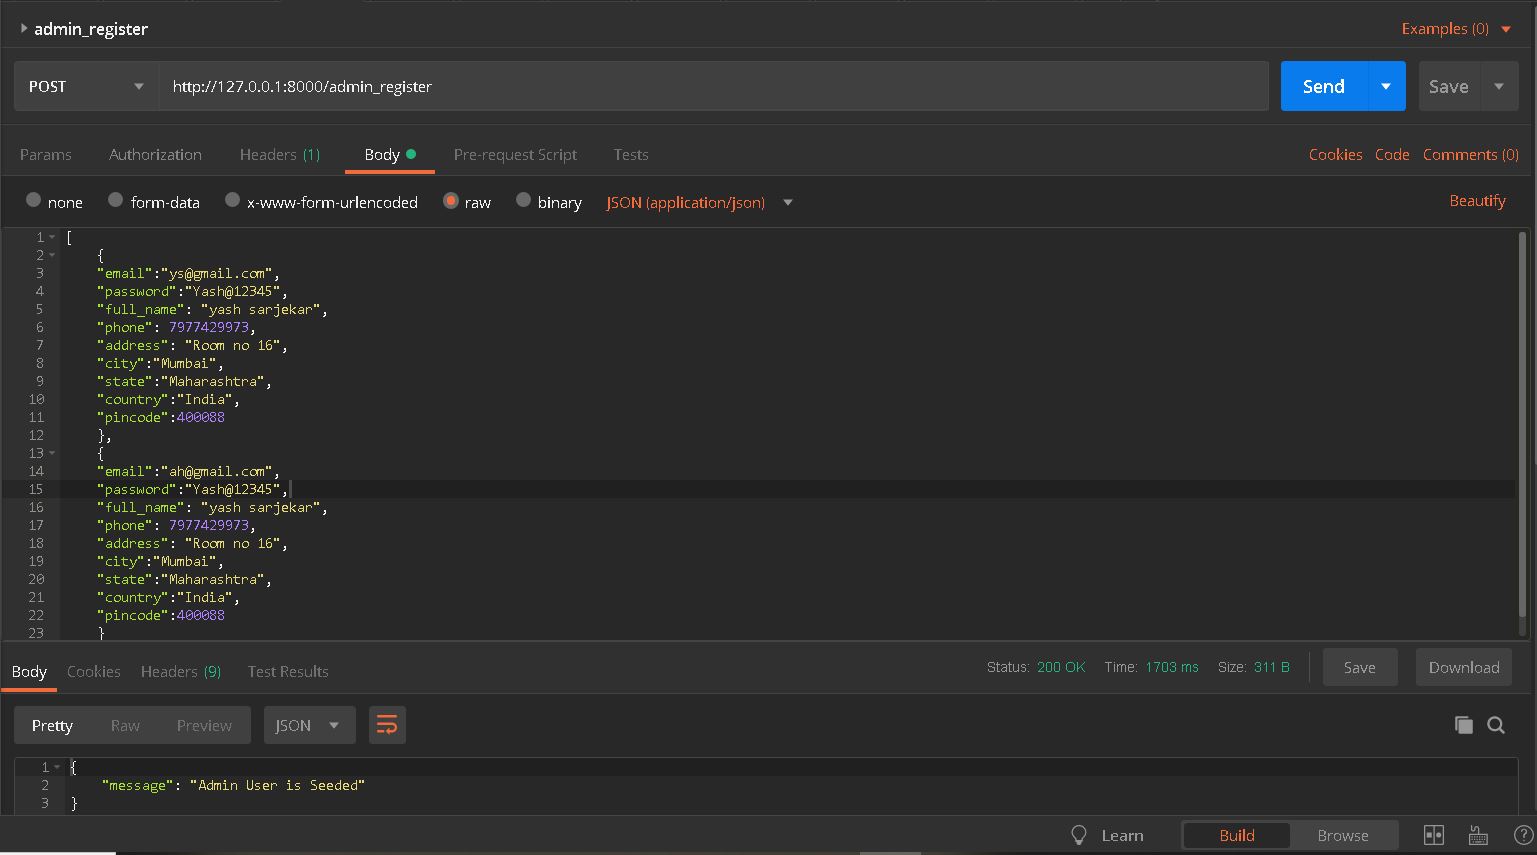 admin_register
Examples (0)
POST
http://127.0.0.1:8000/admin_register
Send
Save
Params Authorization Headers (1) Body Pre-request Script Tests
Cookies Code Comments (0)
none form-data x-www-form-urlencoded raw binary JSON (application/json)
Beautify
1 [
2 {
3 "email":"ys@gmail.com",
4 "password":"Yash@12345",
5 "full_name": "yash sarjekar",
6 "phone": 7977429973,
7 "address": "Room no 16",
8 "city":"Mumbai",
9 "state":"Maharashtra",
10 "country":"India",
11 "pincode":400088
12 },
13 {
14 "email":"ah@gmail.com",
15 "password":"Yash@12345",
16 "full_name": "yash sarjekar",
17 "phone": 7977429973,
18 "address": "Room no 16",
19 "city":"Mumbai",
20 "state":"Maharashtra",
21 "country":"India",
22 "pincode":400088
23 }
Body Cookies Headers (9) Test Results
Status: 200 OK Time: 1703 ms Size: 311 B
Save Download
Pretty Raw Preview JSON
1 {
2 "message": "Admin User is Seeded"
3 }
Learn Build Browse ?